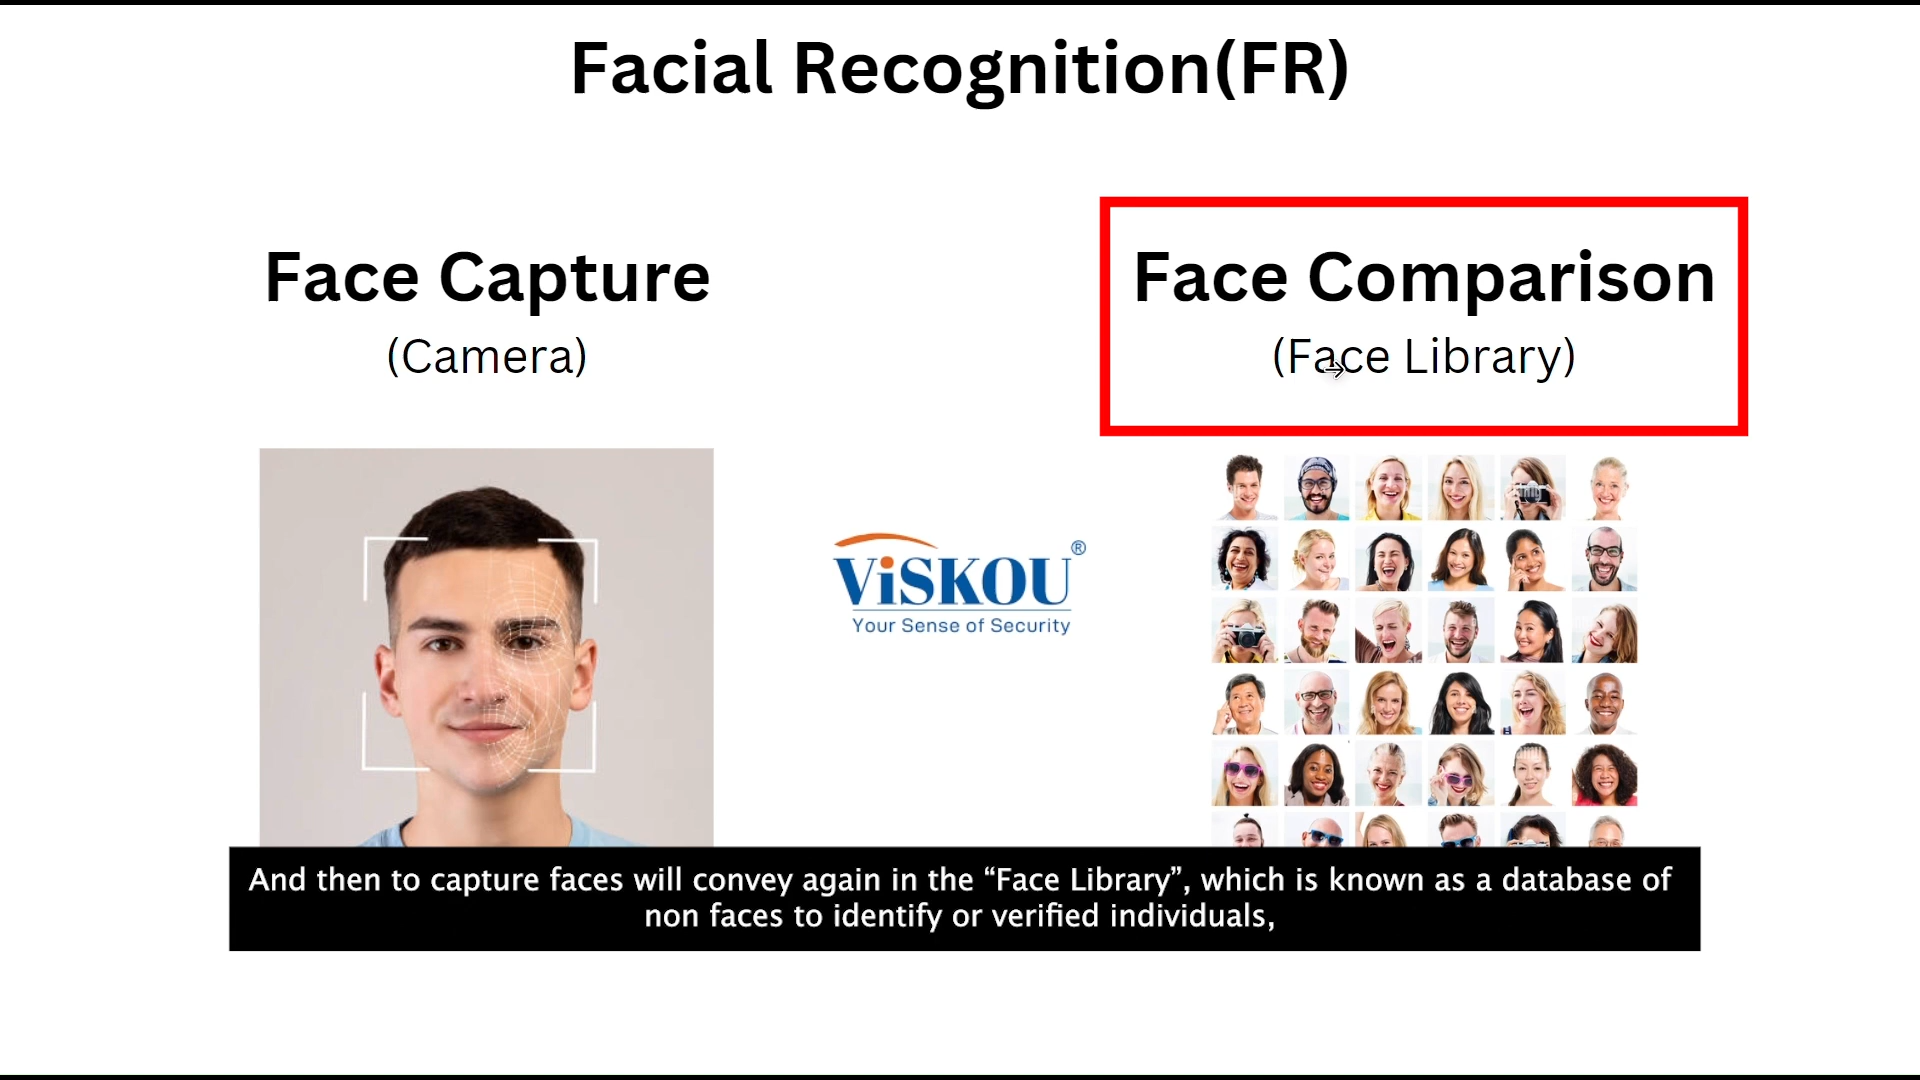 Facial Recognition(FR)
Face Capture
(Camera)
Face Comparison
(Face Library)
ViSKOU®
Your Sense of Security
And then to capture faces will convey again in the “Face Library”, which is known as a database of
non faces to identify or verified individuals,